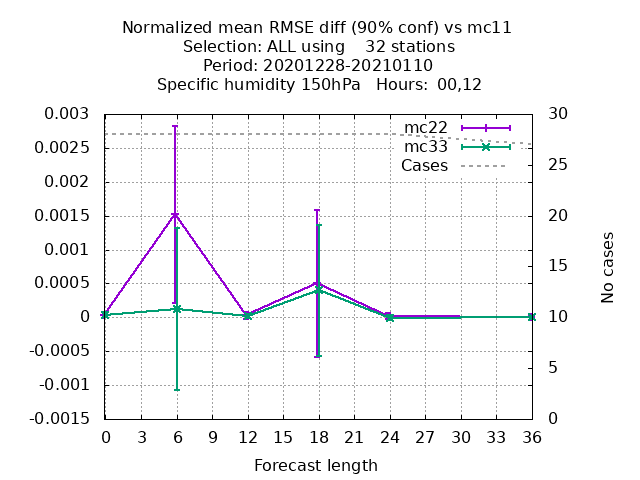 Normalized mean RMSE diff (90% conf) vs mc11
Selection: ALL using    32 stations
Period: 20201228-20210110
Specific humidity 150hPa   Hours: 00,12
0.003
0.0025
0.002
0.0015
0.001
0.0005
0
-0.0005
-0.001
-0.0015
mc22
mc33
Cases
30
25
20
15
10
5
0
No cases
0 3 6 9 12 15 18 21 24 27 30 33 36
Forecast length